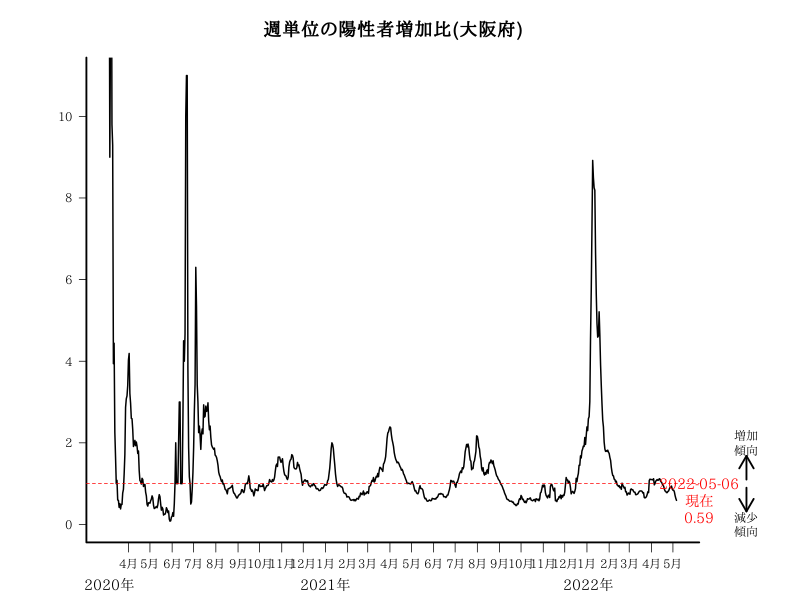 週単位の陽性者増加比(大阪府)
10
8
6
4
2
0
増加
傾向
2022-05-06
現在
0.59
減少
傾向
4月 5月 6月 7月 8月 9月 10月 11月 12月 1月 2月 3月 4月 5月 6月 7月 8月 9月 10月 11月 12月 1月 2月 3月 4月 5月
2020年 2021年 2022年